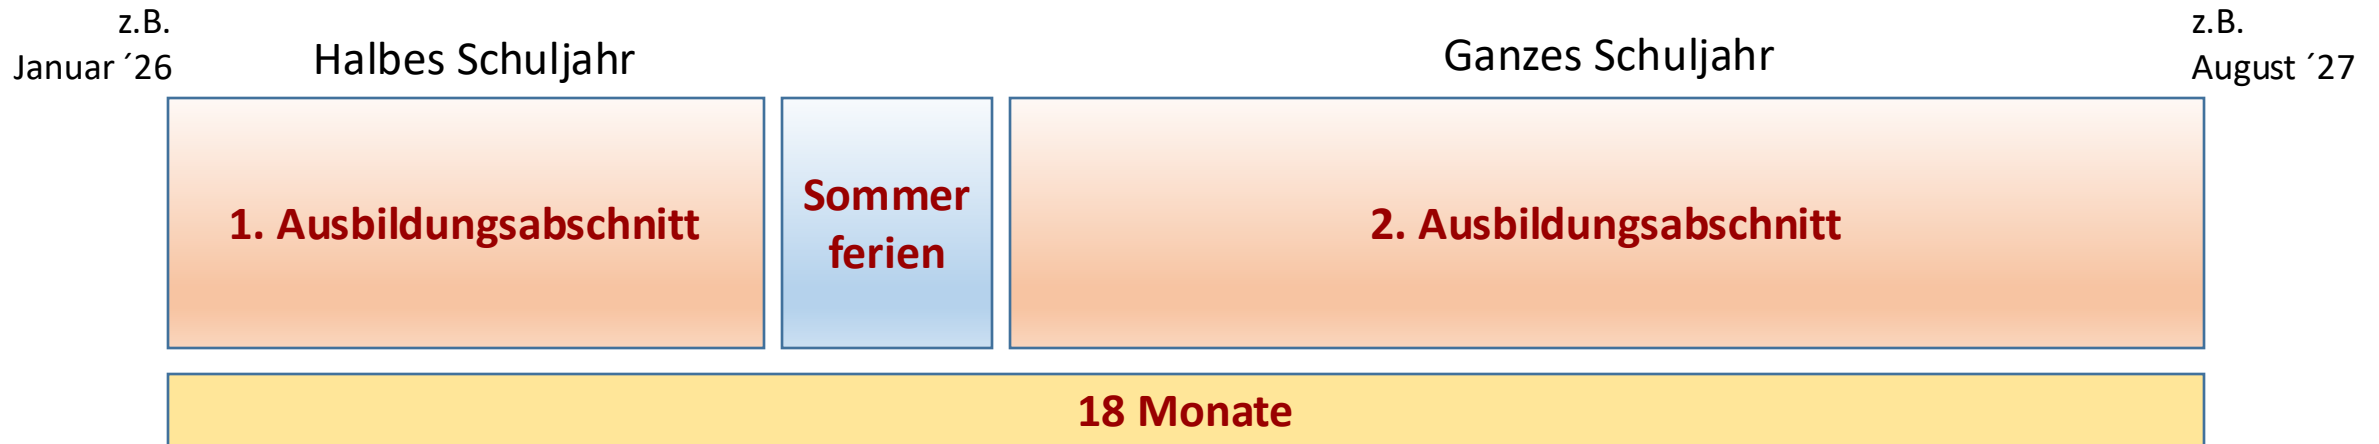 z.B.
Januar ´26
Halbes Schuljahr
Ganzes Schuljahr
z.B.
August ´27
1. Ausbildungsabschnitt
Sommer
ferien
2. Ausbildungsabschnitt
18 Monate